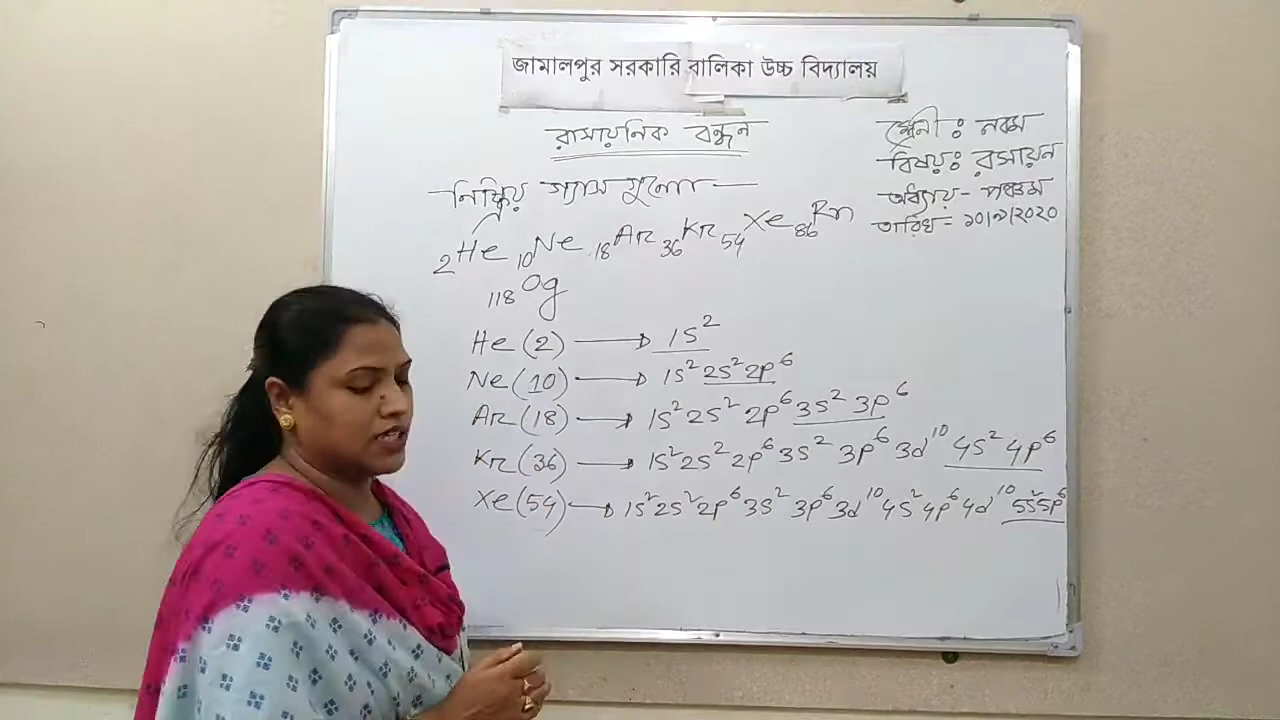 জামালপুর সরকারি বালিকা উচ্চ বিদ্যালয়
রাসায়নিক বন্ধন
শ্রেনী ঃ নবম
বিষয় ঃ রসায়ন
অধ্যায় - পঞ্চম
তারিখ - ১০/৯/২০২০
নিষ্ক্রিয় গ্যাস গুলো —
₂He ₁₀Ne ₁₈Ar ₃₆Kr ₅₄Xe ₈₆Rn
₁₁₈Og
He (2) → 1s²
Ne (10) → 1s² 2s² 2p⁶
Ar (18) → 1s² 2s² 2p⁶ 3s² 3p⁶
Kr (36) → 1s² 2s² 2p⁶ 3s² 3p⁶ 3d¹⁰ 4s² 4p⁶
Xe (54) → 1s² 2s² 2p⁶ 3s² 3p⁶ 3d¹⁰ 4s² 4p⁶ 4d¹⁰ 5s² 5p⁶